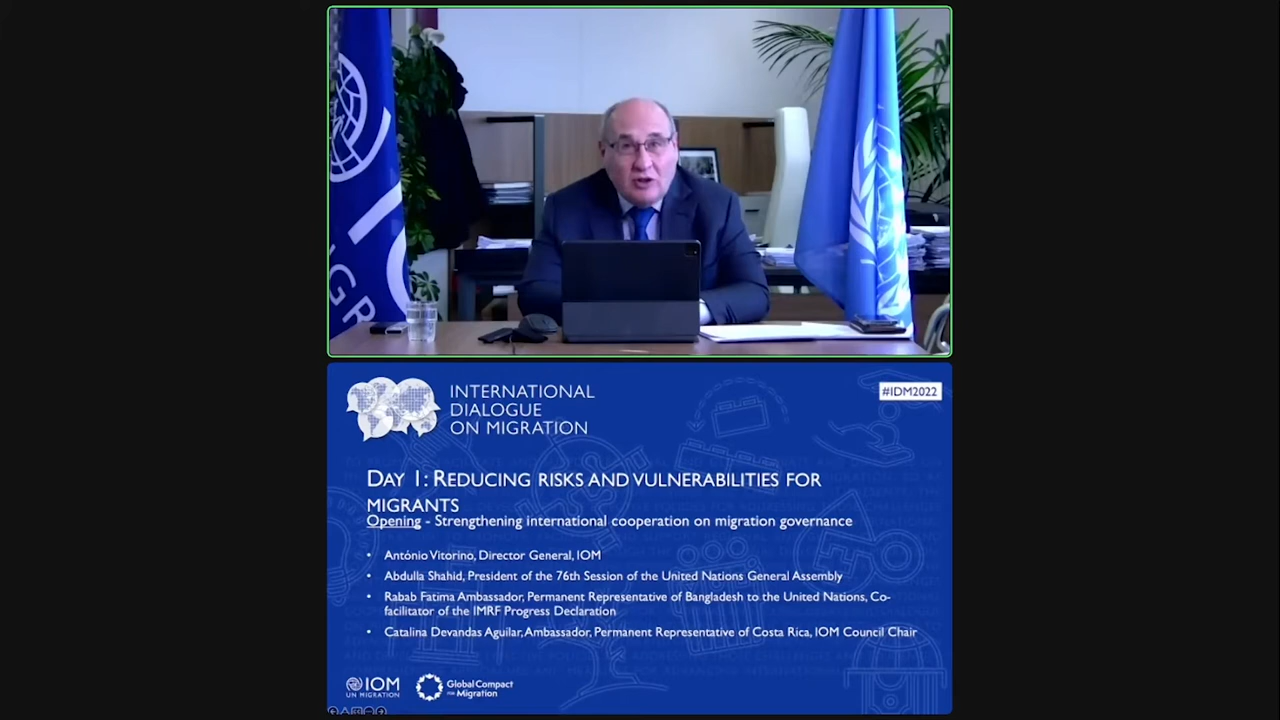 IGR
INTERNATIONAL
DIALOGUE
ON MIGRATION
#IDM2022
DAY 1: REDUCING RISKS AND VULNERABILITIES FOR
MIGRANTS
Opening - Strengthening international cooperation on migration governance
• António Vitorino, Director General, IOM
• Abdulla Shahid, President of the 76th Session of the United Nations General Assembly
• Rabab Fatima Ambassador, Permanent Representative of Bangladesh to the United Nations, Co-
facilitator of the IMRF Progress Declaration
• Catalina Devandas Aguilar, Ambassador, Permanent Representative of Costa Rica, IOM Council Chair
IOM
UN MIGRATION
Global Compact
FOR Migration